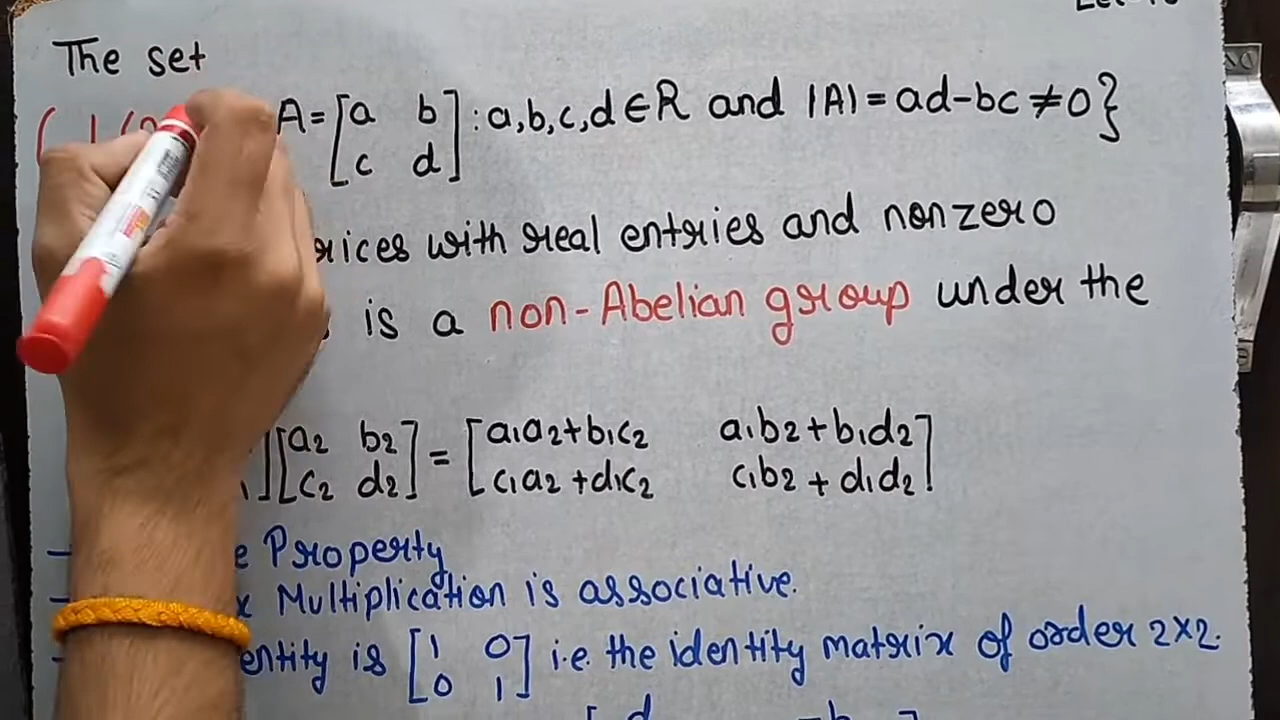 The set
A = [a b c d] : a,b,c,d ∈ R and |A| = ad-bc ≠ 0}
with real entries and nonzero
is a non-Abelian group under the
[a2 b2 c2 d2] = [a1a2+b1c2 a1b2+b1d2 c1a2+d1c2 c1b2+d1d2]
Property
Multiplication is associative.
is [1 0 0 1] i.e. the identity matrix of order 2×2.
d -b